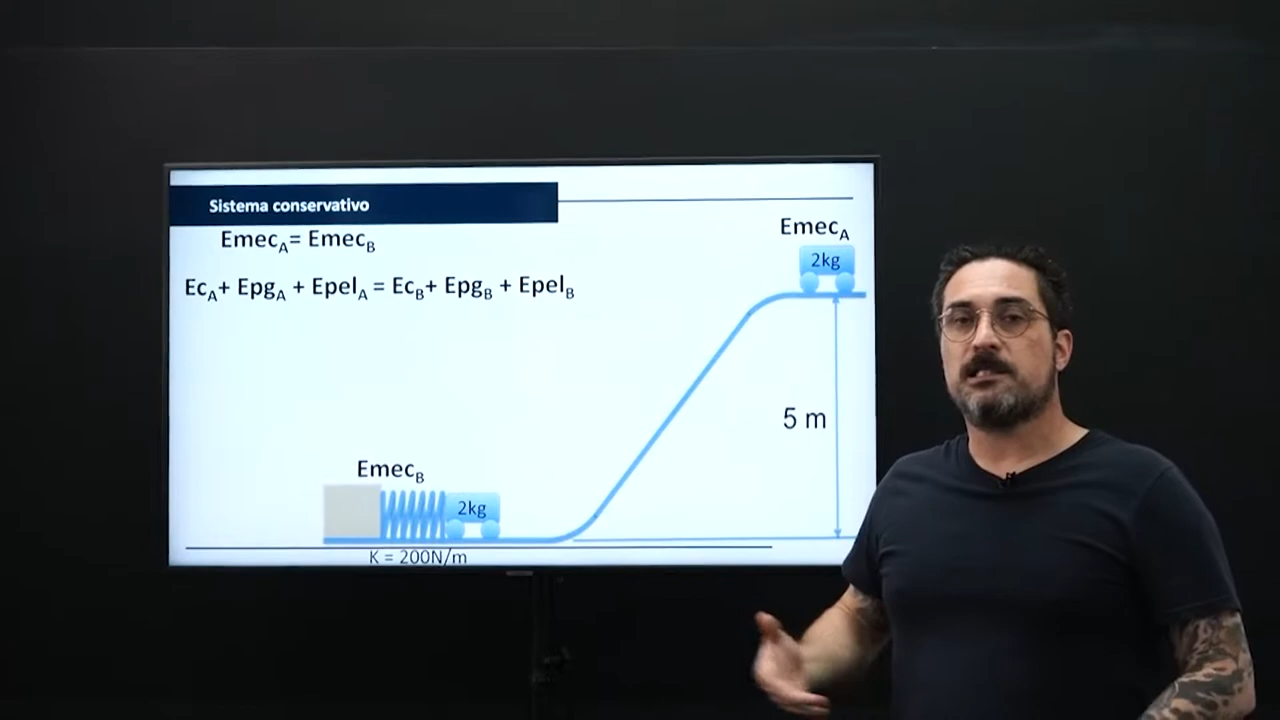 Sistema conservativo
EmecA= EmecB
EcA+ EpgA + EpelA = EcB+ EpgB + EpelB
EmecA
2kg
5 m
EmecB
2kg
K = 200N/m